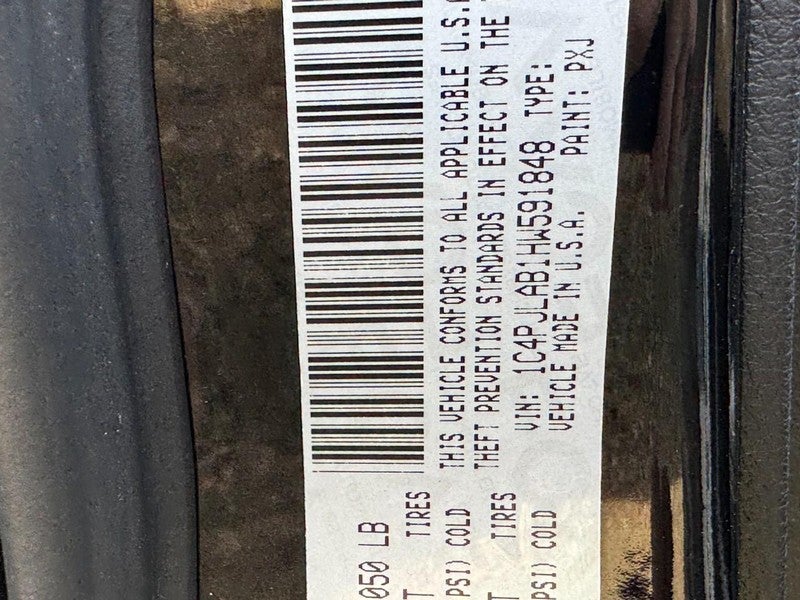 THIS VEHICLE CONFORMS TO ALL APPLICABLE U.S.A
THEFT PREVENTION STANDARDS IN EFFECT ON THE
VIN: 1C4PJLAB1HW591848 TYPE:
VEHICLE MADE IN U.S.A. PAINT: PXJ
050 LB
T TIRES
PSI) COLD
T TIRES
PSI) COLD